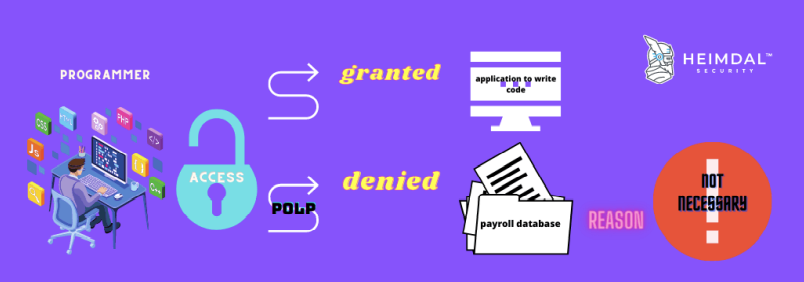 PROGRAMMER
ACCESS
POLP
granted
application to write
code
denied
payroll database
REASON
NOT
NECESSARY
HEIMDAL™
SECURITY
CSS
PHP
</>
JS
C++